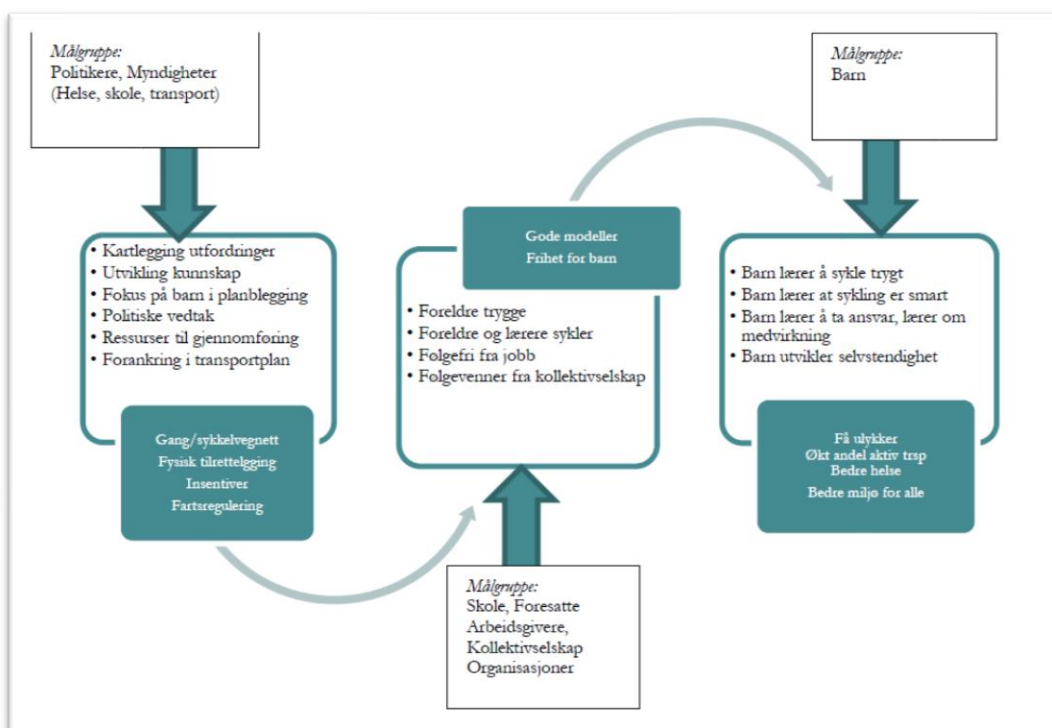 Målgruppe:
Politikere, Myndigheter
(Helse, skole, transport)
• Kartlegging utfordringer
• Utvikling kunnskap
• Fokus på barn i planblegging
• Politiske vedtak
• Ressurser til gjennomføring
• Forankring i transportplan
Gang/sykkelvegnett
Fysisk tilrettelgging
Insentiver
Fartsregulering
Gode modeller
Frihet for barn
• Foreldre trygge
• Foreldre og lærere sykler
• Følgefri fra jobb
• Følgevenner fra kollektivselskap
Målgruppe:
Skole, Foresatte
Arbeidsgivere,
Kollektivselskap
Organisasjoner
Målgruppe:
Barn
• Barn lærer å sykle trygt
• Barn lærer at sykling er smart
• Barn lærer å ta ansvar, lærer om
medvirkning
• Barn utvikler selvstendighet
Få ulykker
Økt andel aktiv trsp
Bedre helse
Bedre miljø for alle